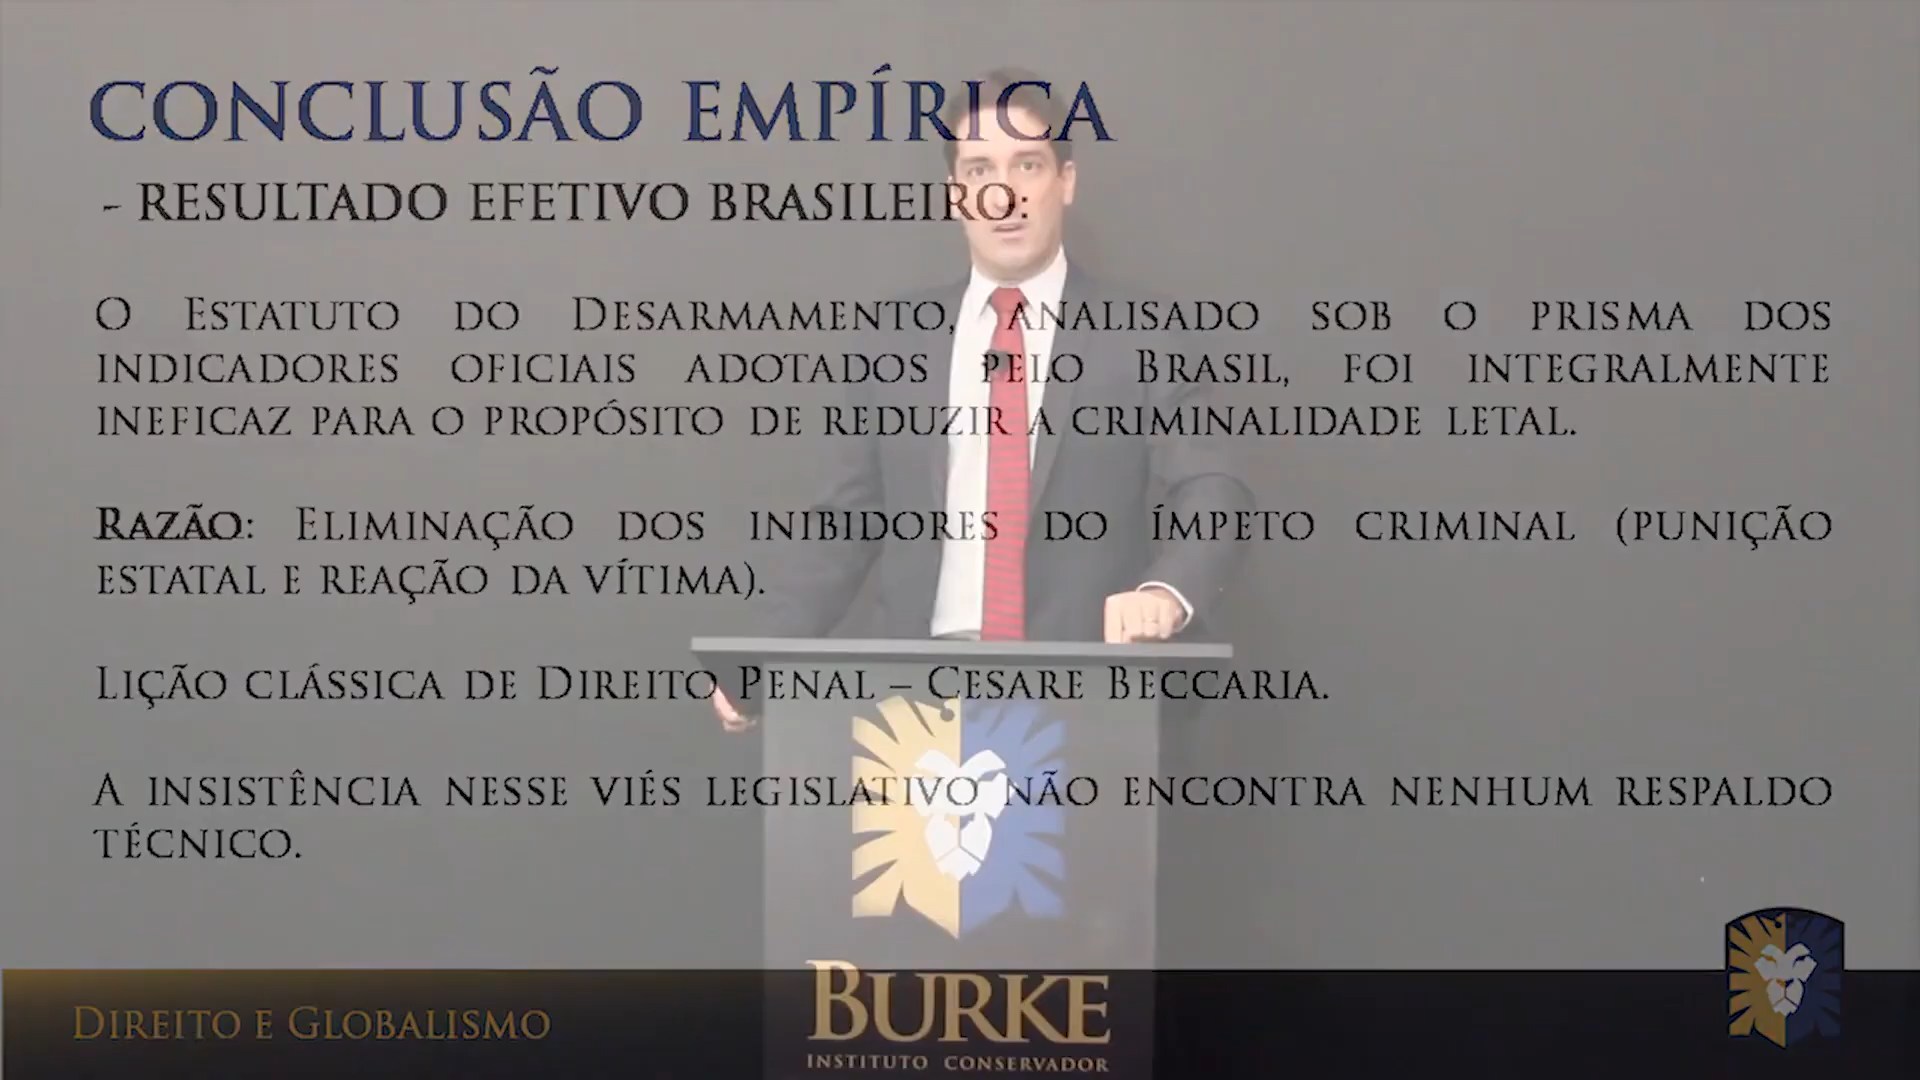 CONCLUSÃO EMPÍRICA
- RESULTADO EFETIVO BRASILEIRO:
O ESTATUTO DO DESARMAMENTO, ANALISADO SOB O PRISMA DOS
INDICADORES OFICIAIS ADOTADOS PELO BRASIL, FOI INTEGRALMENTE
INEFICAZ PARA O PROPÓSITO DE REDUZIR A CRIMINALIDADE LETAL.
RAZÃO: ELIMINAÇÃO DOS INIBIDORES DO ÍMPETO CRIMINAL (PUNIÇÃO
ESTATAL E REAÇÃO DA VÍTIMA).
LIÇÃO CLÁSSICA DE DIREITO PENAL – CESARE BECCARIA.
A INSISTÊNCIA NESSE VIÉS LEGISLATIVO NÃO ENCONTRA NENHUM RESPALDO
TÉCNICO.
DIREITO E GLOBALISMO
BURKE
INSTITUTO CONSERVADOR